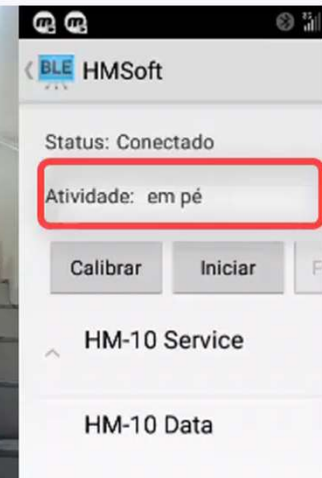 BLE HMSoft
Status: Conectado
Atividade: em pé
Calibrar Iniciar
HM-10 Service
HM-10 Data